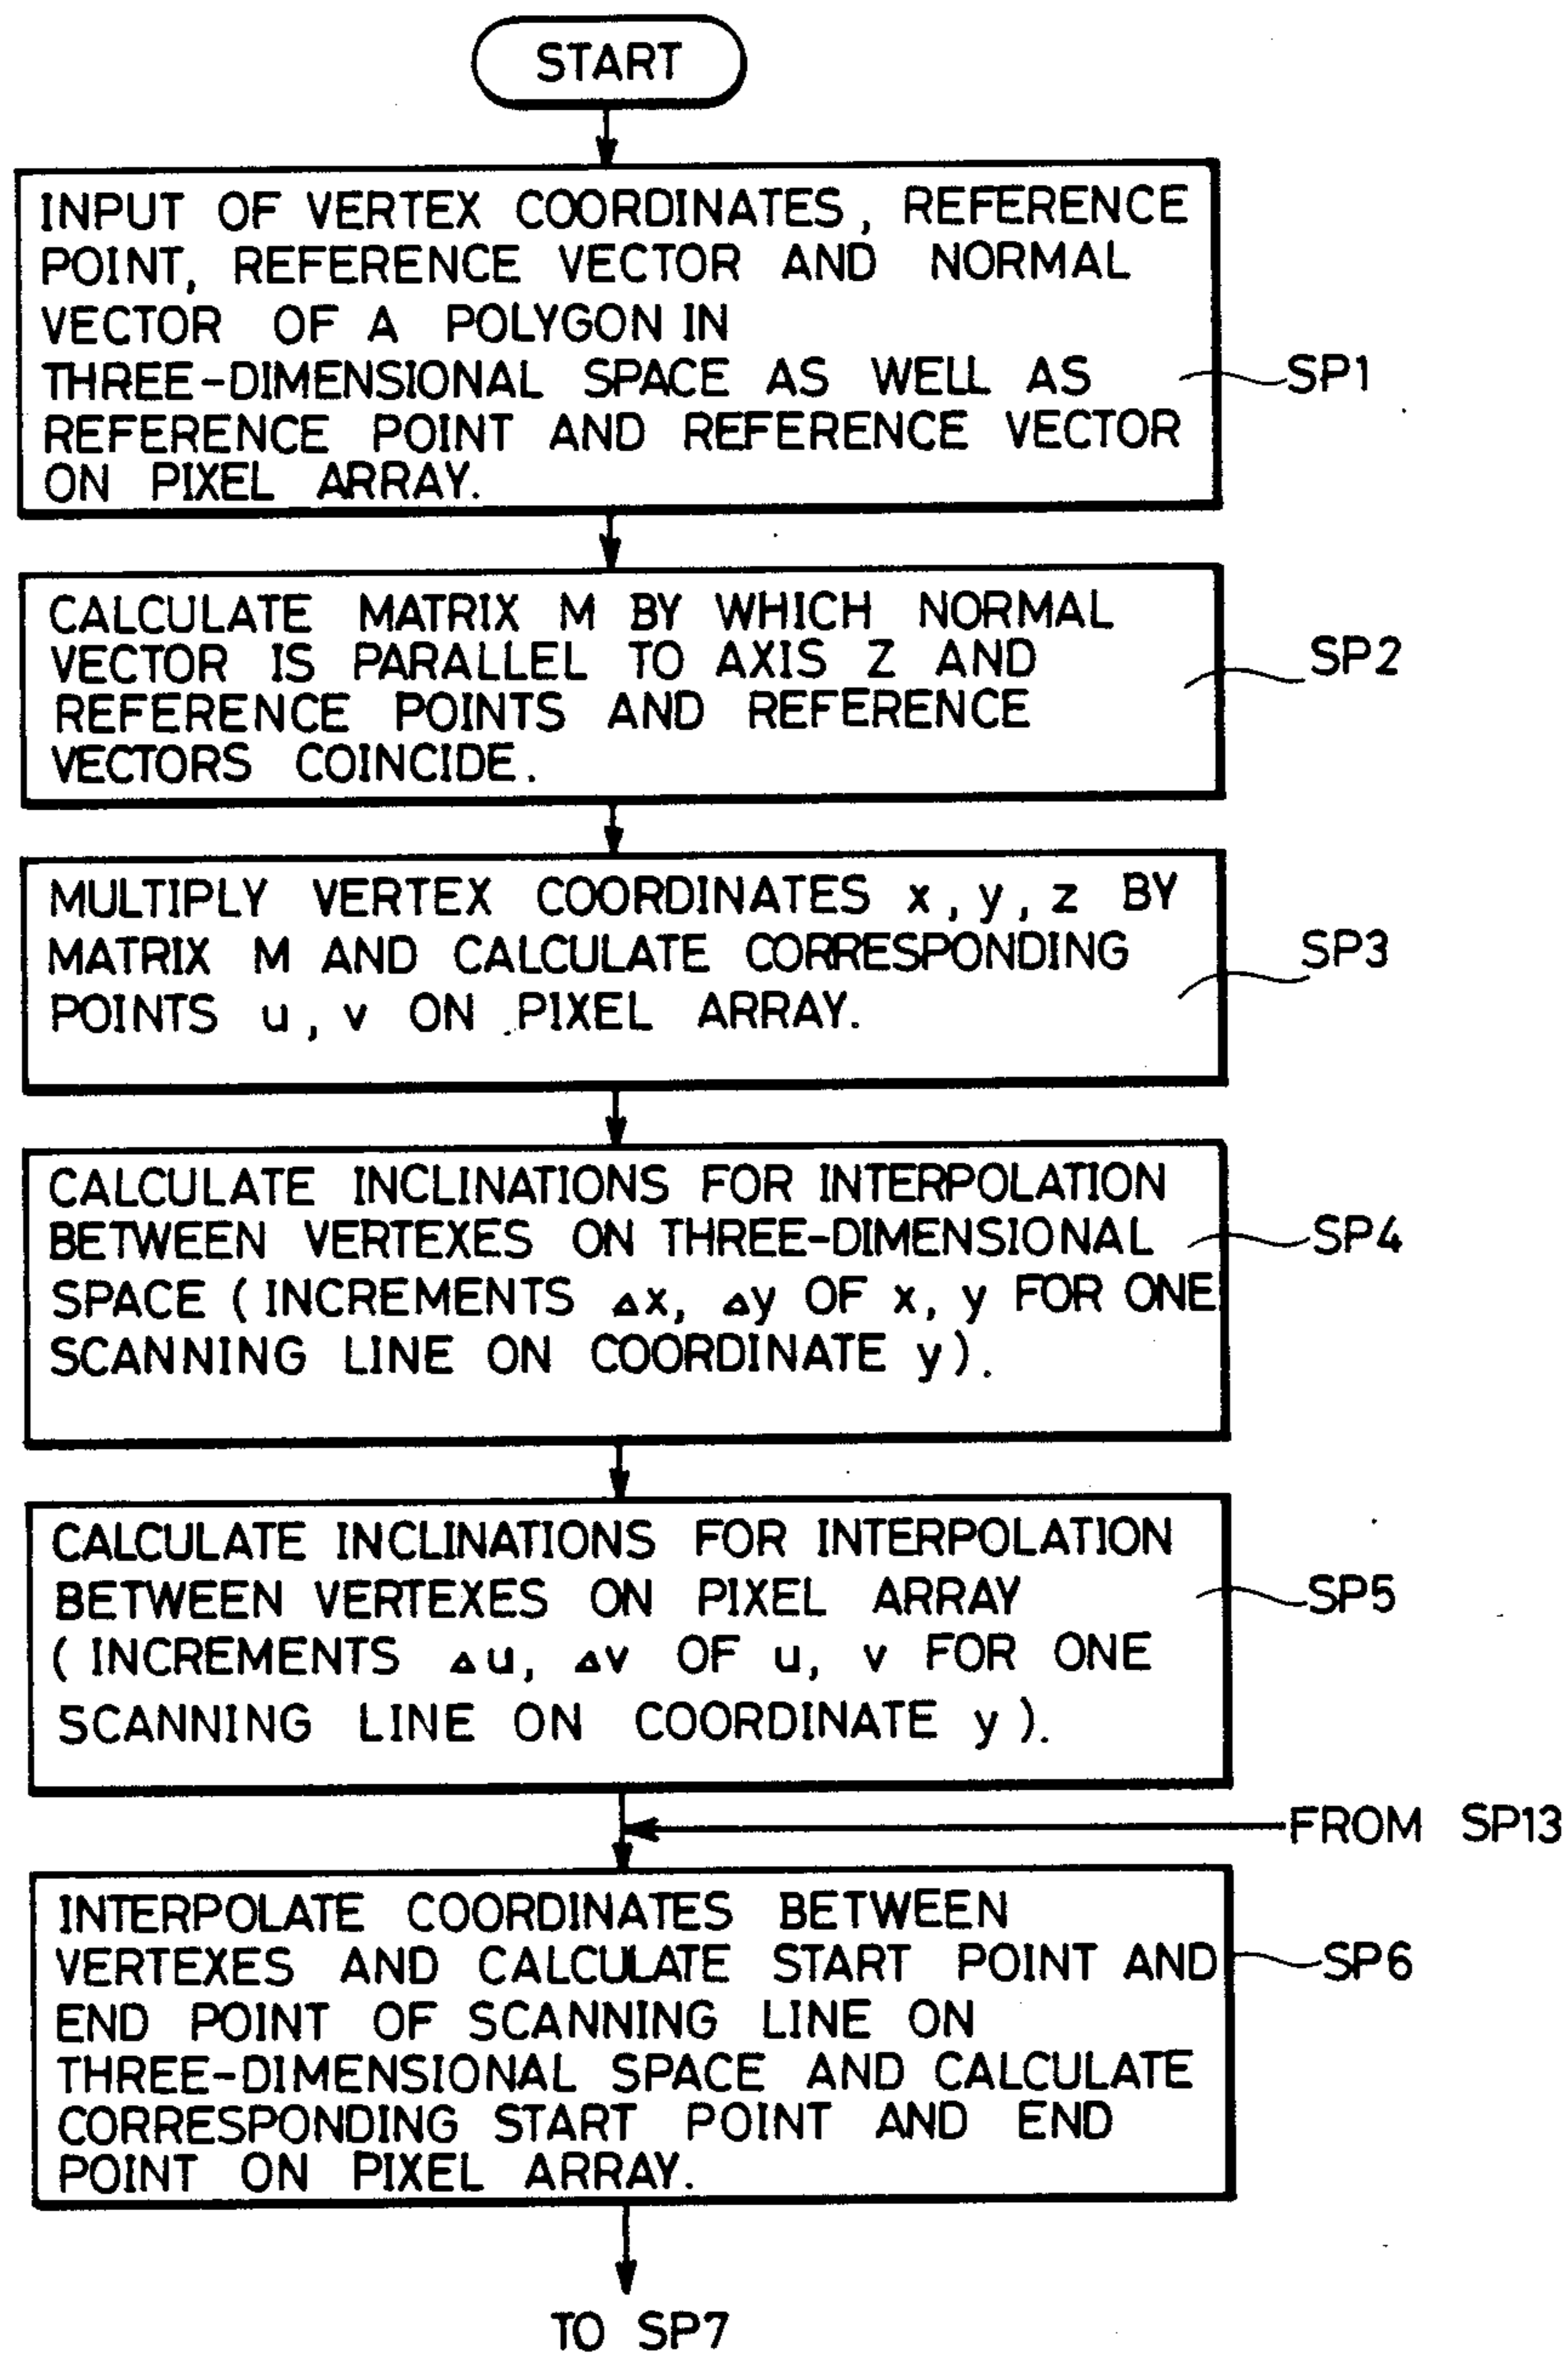 START
INPUT OF VERTEX COORDINATES, REFERENCE
POINT, REFERENCE VECTOR AND NORMAL
VECTOR OF A POLYGON IN
THREE-DIMENSIONAL SPACE AS WELL AS
REFERENCE POINT AND REFERENCE VECTOR
ON PIXEL ARRAY.
SP1
CALCULATE MATRIX M BY WHICH NORMAL
VECTOR IS PARALLEL TO AXIS Z AND
REFERENCE POINTS AND REFERENCE
VECTORS COINCIDE.
SP2
MULTIPLY VERTEX COORDINATES x, y, z BY
MATRIX M AND CALCULATE CORRESPONDING
POINTS u, v ON PIXEL ARRAY.
SP3
CALCULATE INCLINATIONS FOR INTERPOLATION
BETWEEN VERTEXES ON THREE-DIMENSIONAL
SPACE (INCREMENTS Δx, Δy OF x, y FOR ONE
SCANNING LINE ON COORDINATE y).
SP4
CALCULATE INCLINATIONS FOR INTERPOLATION
BETWEEN VERTEXES ON PIXEL ARRAY
(INCREMENTS Δu, Δv OF u, v FOR ONE
SCANNING LINE ON COORDINATE y).
SP5
FROM SP13
INTERPOLATE COORDINATES BETWEEN
VERTEXES AND CALCULATE START POINT AND
END POINT OF SCANNING LINE ON
THREE-DIMENSIONAL SPACE AND CALCULATE
CORRESPONDING START POINT AND END
POINT ON PIXEL ARRAY.
SP6
TO SP7